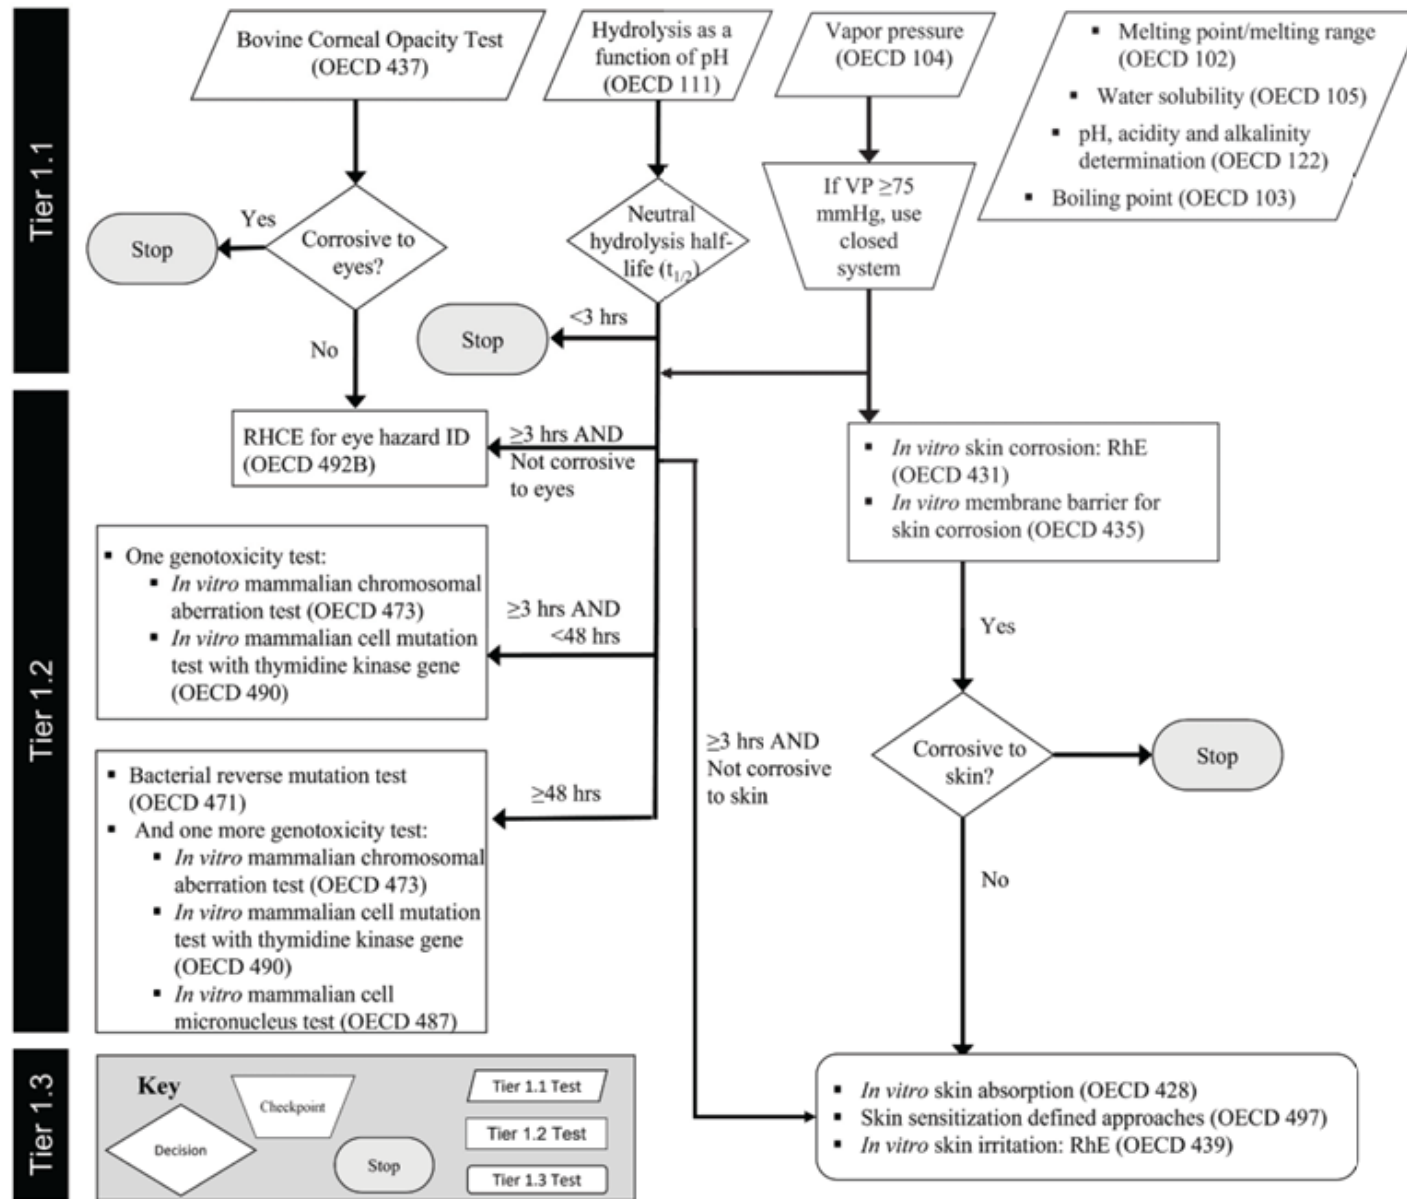 Tier 1.1
Bovine Corneal Opacity Test
(OECD 437)
Hydrolysis as a
function of pH
(OECD 111)
Vapor pressure
(OECD 104)
▪ Melting point/melting range
(OECD 102)
▪ Water solubility (OECD 105)
▪ pH, acidity and alkalinity
determination (OECD 122)
▪ Boiling point (OECD 103)
Corrosive to
eyes?
Yes
Stop
No
Neutral
hydrolysis half-
life (t1/2)
<3 hrs
Stop
If VP ≥75
mmHg, use
closed
system
Tier 1.2
RHCE for eye hazard ID
(OECD 492B)
≥3 hrs AND
Not corrosive
to eyes
▪ In vitro skin corrosion: RhE
(OECD 431)
▪ In vitro membrane barrier for
skin corrosion (OECD 435)
▪ One genotoxicity test:
▪ In vitro mammalian chromosomal
aberration test (OECD 473)
▪ In vitro mammalian cell mutation
test with thymidine kinase gene
(OECD 490)
≥3 hrs AND
<48 hrs
Yes
Corrosive to
skin?
Stop
No
≥3 hrs AND
Not corrosive
to skin
▪ Bacterial reverse mutation test
(OECD 471)
▪ And one more genotoxicity test:
▪ In vitro mammalian chromosomal
aberration test (OECD 473)
▪ In vitro mammalian cell mutation
test with thymidine kinase gene
(OECD 490)
▪ In vitro mammalian cell
micronucleus test (OECD 487)
≥48 hrs
Tier 1.3
Key
Decision
Checkpoint
Stop
Tier 1.1 Test
Tier 1.2 Test
Tier 1.3 Test
▪ In vitro skin absorption (OECD 428)
▪ Skin sensitization defined approaches (OECD 497)
▪ In vitro skin irritation: RhE (OECD 439)